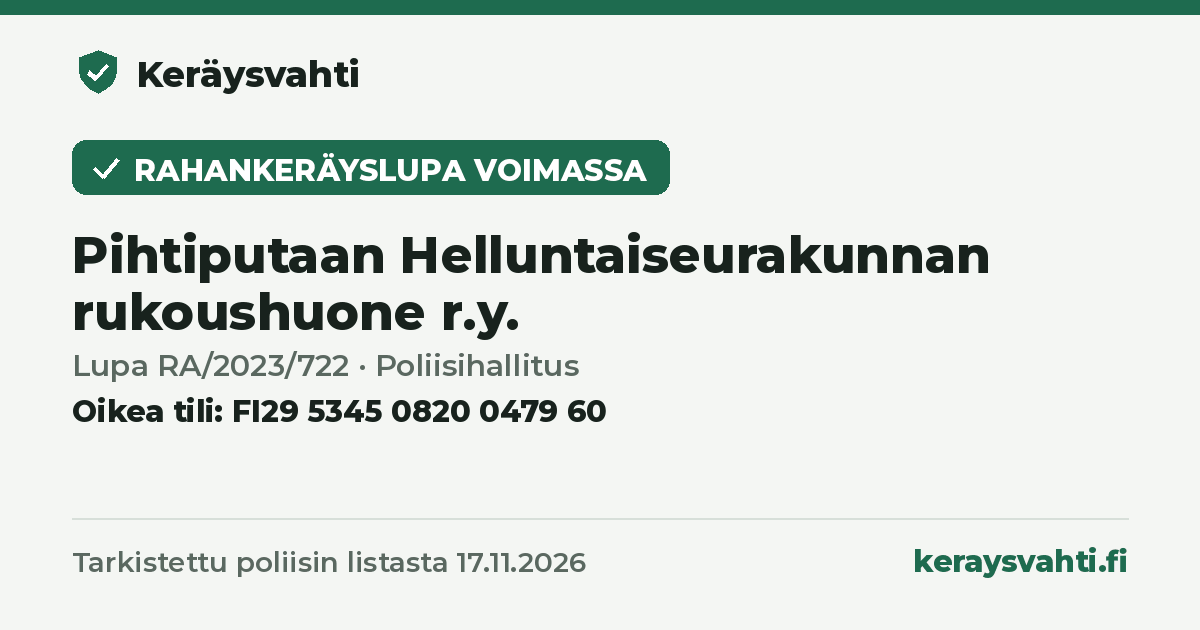 Keräysvahti
RAHANKERÄYSLUPA VOIMASSA
Pihtiputaan Helluntaiseurakunnan
rukoushuone r.y.
Lupa RA/2023/722 · Poliisihallitus
Oikea tili: FI29 5345 0820 0479 60
Tarkistettu poliisin listasta 17.11.2026
keraysvahti.fi